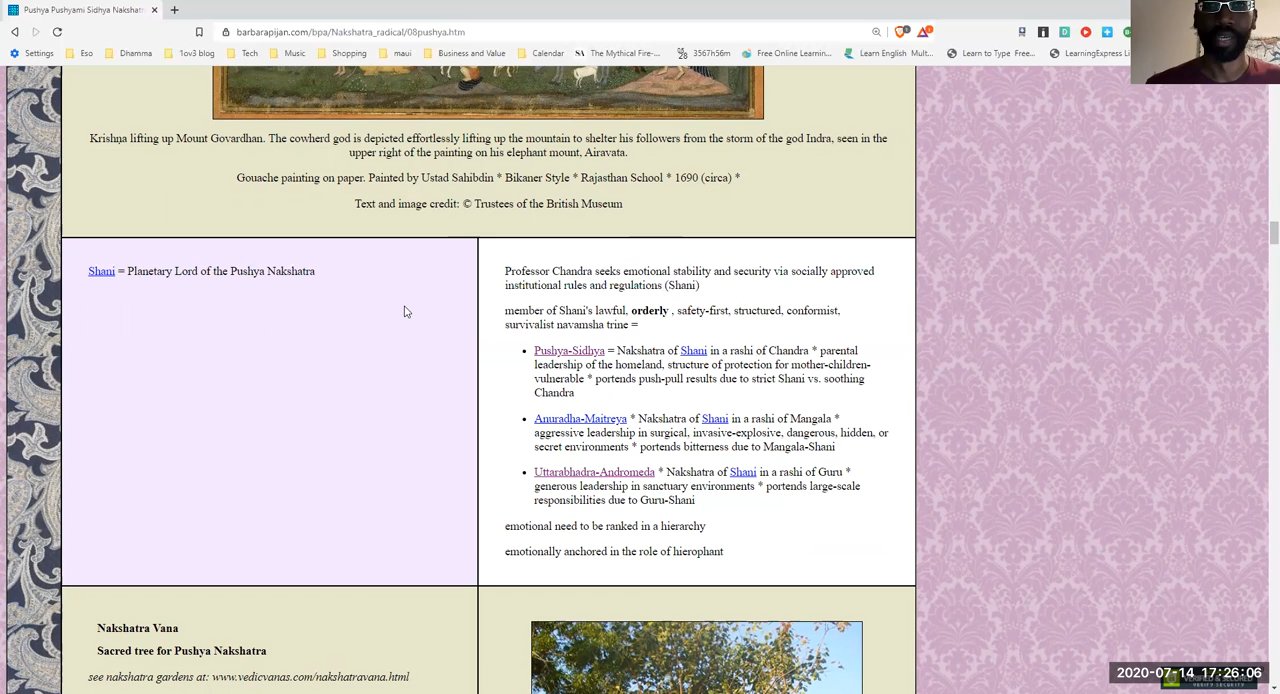 Pushya Pushyami Sidhya Nakshatr
barbarapijan.com/bpa/Nakshatra_radical/08pushya.htm
Settings Eso Dhamma 1ov3 blog Tech Music Shopping maui Business and Value Calendar SA The Mythical Fire-... 3567h56m Free Online Learnin... Learn English Mult... Learn to Type Free... LearningExpress Li
Krishna lifting up Mount Govardhan. The cowherd god is depicted effortlessly lifting up the mountain to shelter his followers from the storm of the god Indra, seen in the
upper right of the painting on his elephant mount, Airavata.
Gouache painting on paper. Painted by Ustad Sahibdin * Bikaner Style * Rajasthan School * 1690 (circa) *
Text and image credit: © Trustees of the British Museum
Shani = Planetary Lord of the Pushya Nakshatra
Professor Chandra seeks emotional stability and security via socially approved
institutional rules and regulations (Shani)
member of Shani's lawful, orderly , safety-first, structured, conformist,
survivalist navamsha trine =
• Pushya-Sidhya = Nakshatra of Shani in a rashi of Chandra * parental
leadership of the homeland, structure of protection for mother-children-
vulnerable * portends push-pull results due to strict Shani vs. soothing
Chandra
• Anuradha-Maitreya * Nakshatra of Shani in a rashi of Mangala *
aggressive leadership in surgical, invasive-explosive, dangerous, hidden, or
secret environments * portends bitterness due to Mangala-Shani
• Uttarabhadra-Andromeda * Nakshatra of Shani in a rashi of Guru *
generous leadership in sanctuary environments * portends large-scale
responsibilities due to Guru-Shani
emotional need to be ranked in a hierarchy
emotionally anchored in the role of hierophant
Nakshatra Vana
Sacred tree for Pushya Nakshatra
see nakshatra gardens at: www.vedicvanas.com/nakshatravana.html
2020-07-14 17:26:06